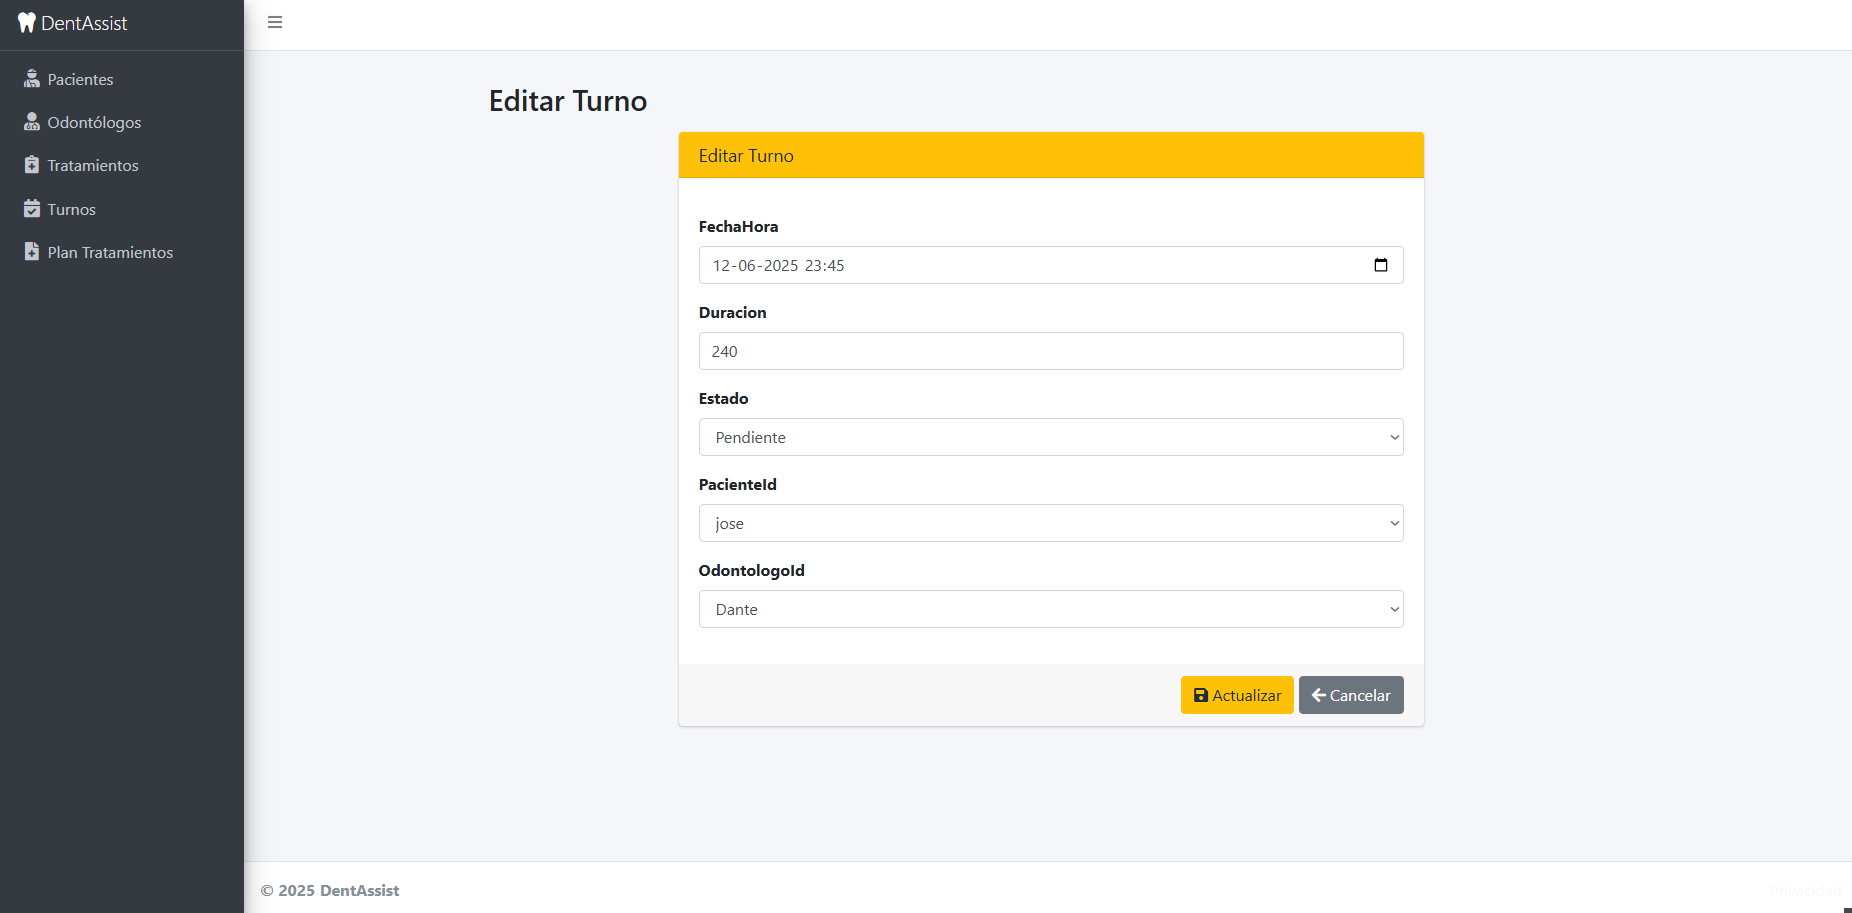 DentAssist
Pacientes
Odontólogos
Tratamientos
Turnos
Plan Tratamientos
Editar Turno
Editar Turno
FechaHora
12-06-2025 23:45
Duracion
240
Estado
Pendiente
PacienteId
jose
OdontologoId
Dante
Actualizar
Cancelar
© 2025 DentAssist
Privacidad